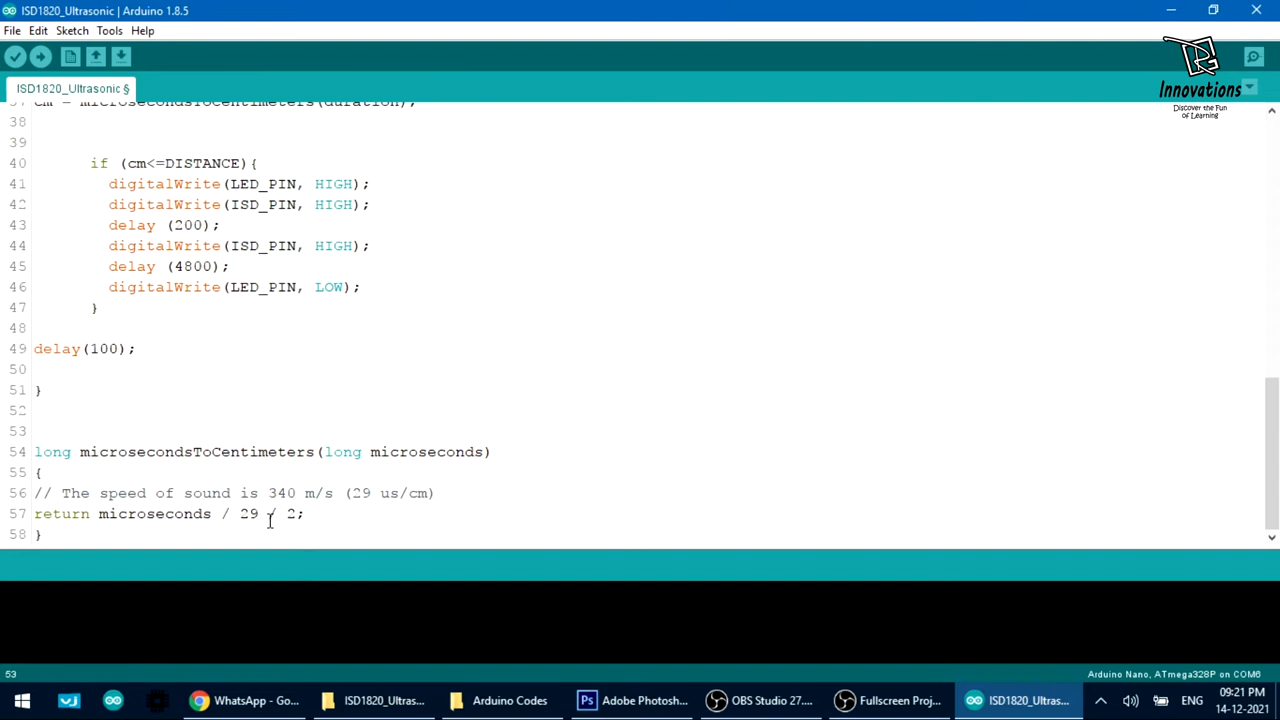 ISD1820_Ultrasonic | Arduino 1.8.5
File Edit Sketch Tools Help
ISD1820_Ultrasonic §
Innovations
Discover the Fun
of Learning
37 cm = microsecondsToCentimeters(duration);
38
39
40 if (cm<=DISTANCE){
41 digitalWrite(LED_PIN, HIGH);
42 digitalWrite(ISD_PIN, HIGH);
43 delay (200);
44 digitalWrite(ISD_PIN, HIGH);
45 delay (4800);
46 digitalWrite(LED_PIN, LOW);
47 }
48
49 delay(100);
50
51 }
52
53
54 long microsecondsToCentimeters(long microseconds)
55 {
56 // The speed of sound is 340 m/s (29 us/cm)
57 return microseconds / 29 / 2;
58 }
53
Arduino Nano, ATmega328P on COM6
WhatsApp - Go...
ISD1820_Ultras...
Arduino Codes
Adobe Photosh...
OBS Studio 27....
Fullscreen Proj...
ISD1820_Ultras...
ENG
09:21 PM
14-12-2021